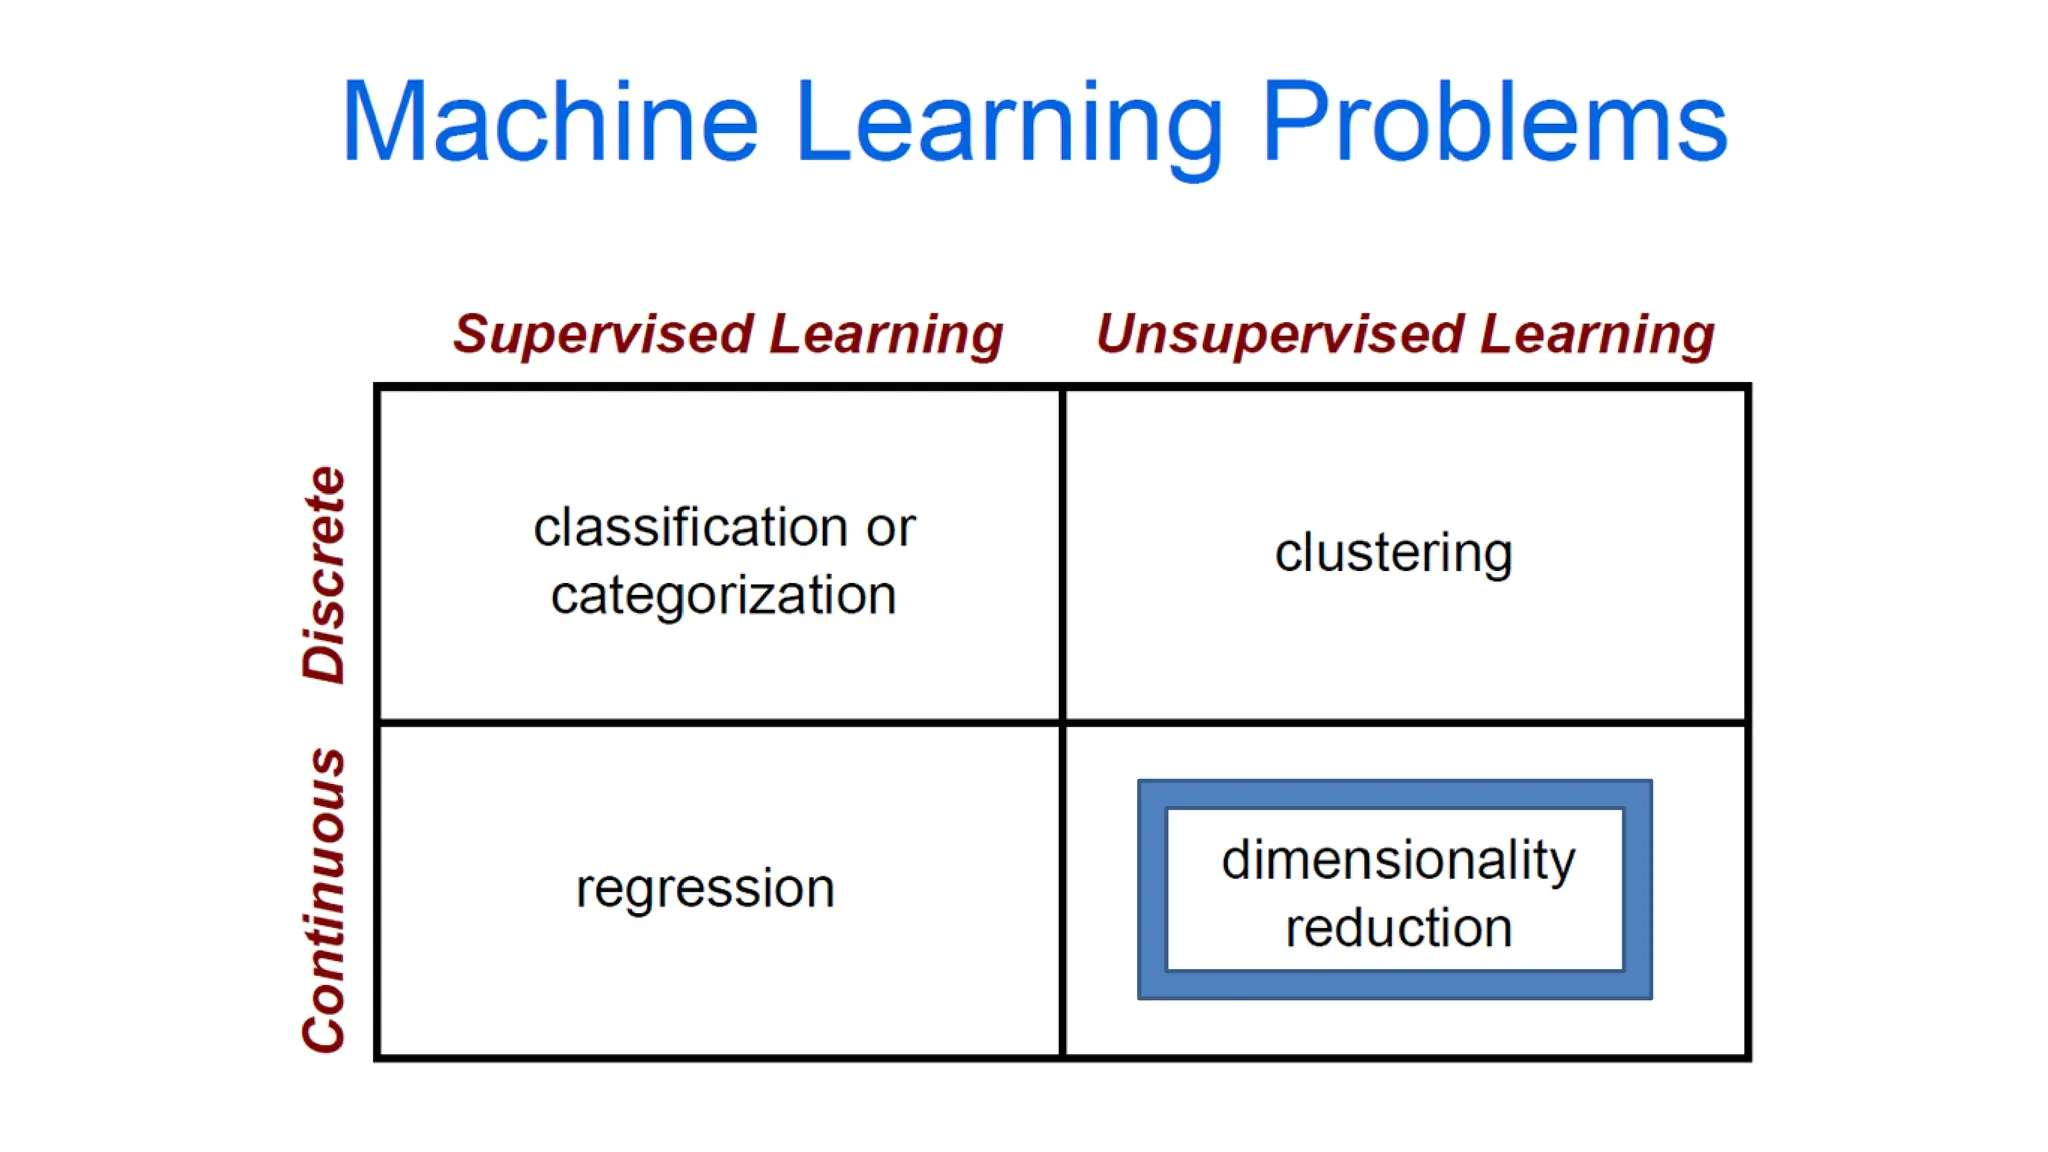 Machine Learning Problems
Supervised Learning
Unsupervised Learning
Discrete
classification or
categorization
clustering
Continuous
regression
dimensionality
reduction